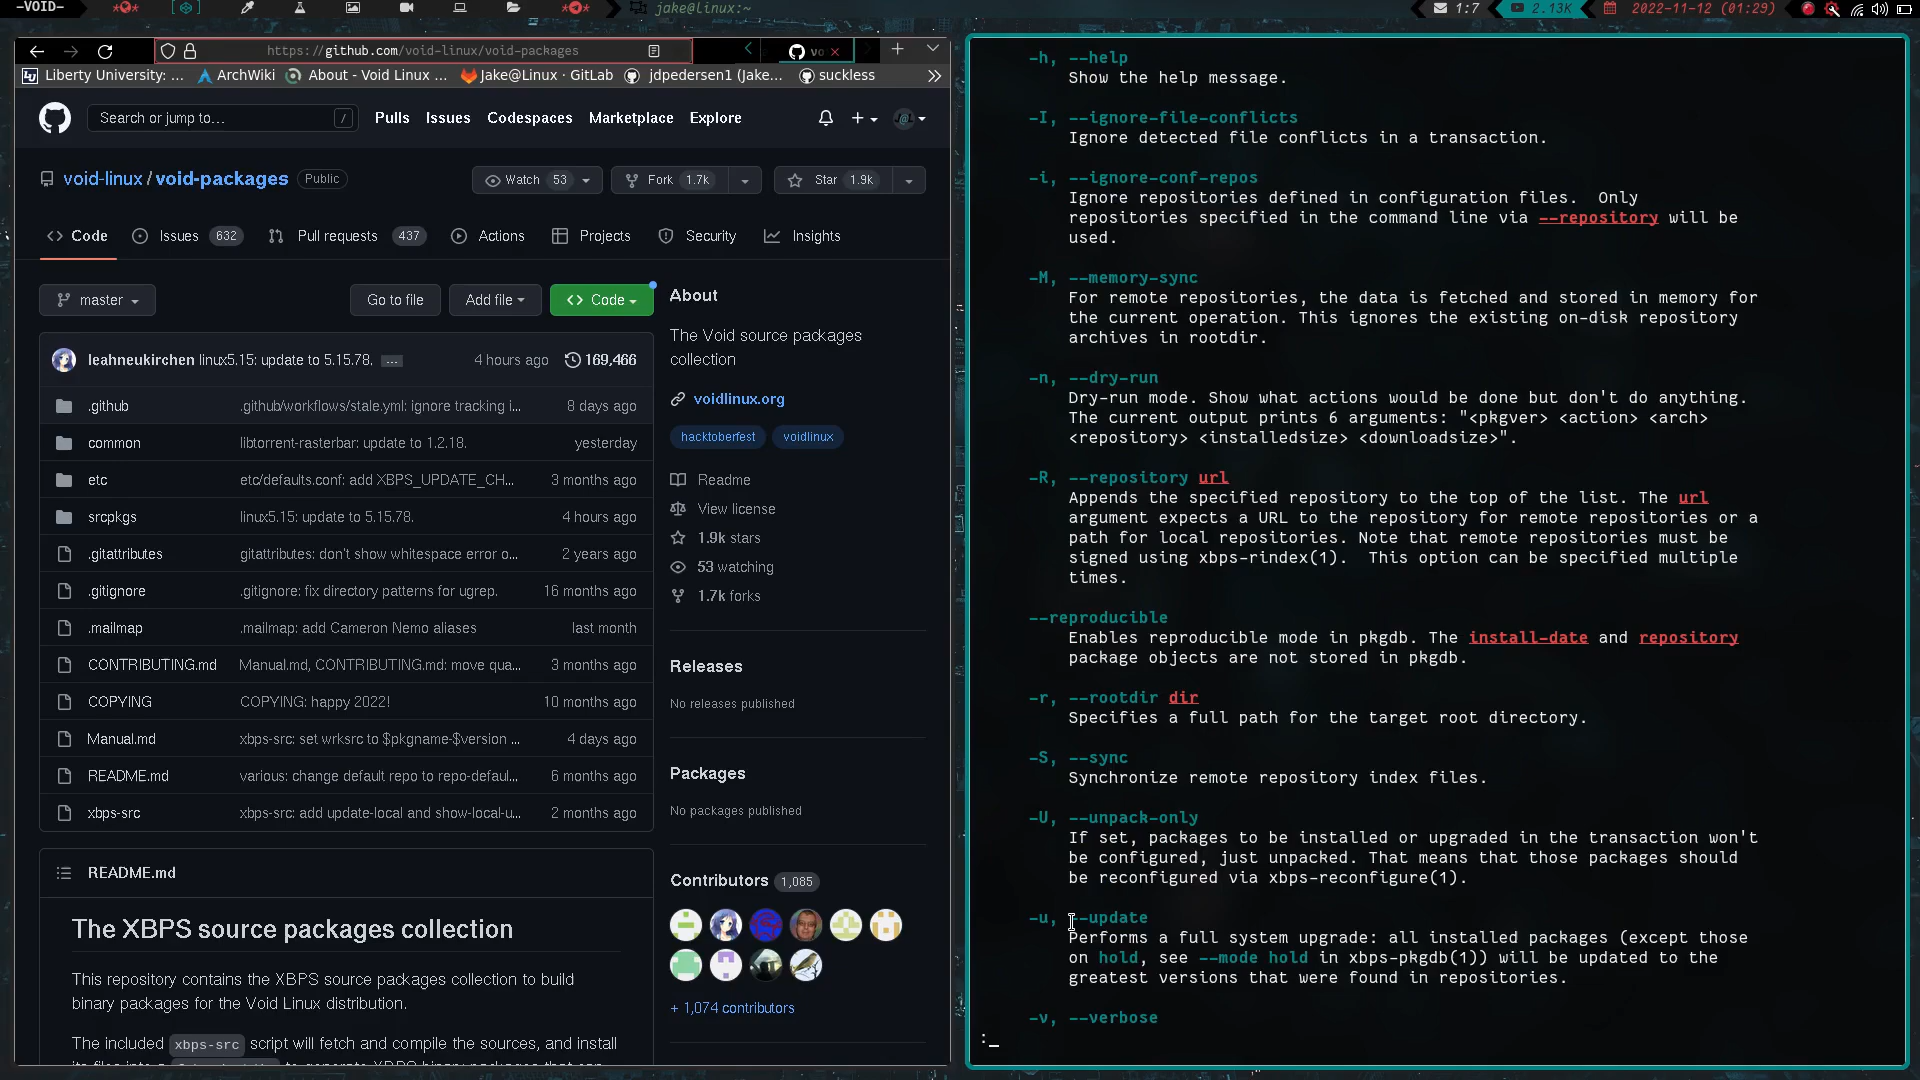 -VOID-
jake@linux:~
1:7
2.13K
2022-11-12 (01:29)
https://github.com/void-linux/void-packages
vo
Liberty University: ...
ArchWiki
About - Void Linux ...
Jake@Linux · GitLab
jdpedersen1 (Jake...
suckless
Search or jump to...
/
Pulls
Issues
Codespaces
Marketplace
Explore
void-linux / void-packages
Public
Watch 53
Fork 1.7k
Star 1.9k
Code
Issues 632
Pull requests 437
Actions
Projects
Security
Insights
master
Go to file
Add file
Code
leahneukirchen linux5.15: update to 5.15.78. ... 4 hours ago 169,466
.github .github/workflows/stale.yml: ignore tracking i... 8 days ago
common libtorrent-rasterbar: update to 1.2.18. yesterday
etc etc/defaults.conf: add XBPS_UPDATE_CH... 3 months ago
srcpkgs linux5.15: update to 5.15.78. 4 hours ago
.gitattributes gitattributes: don't show whitespace error o... 2 years ago
.gitignore .gitignore: fix directory patterns for ugrep. 16 months ago
.mailmap .mailmap: add Cameron Nemo aliases last month
CONTRIBUTING.md Manual.md, CONTRIBUTING.md: move qua... 3 months ago
COPYING COPYING: happy 2022! 10 months ago
Manual.md xbps-src: set wrksrc to $pkgname-$version ... 4 days ago
README.md various: change default repo to repo-defaul... 6 months ago
xbps-src xbps-src: add update-local and show-local-u... 2 months ago
README.md
The XBPS source packages collection
This repository contains the XBPS source packages collection to build
binary packages for the Void Linux distribution.
The included xbps-src script will fetch and compile the sources, and install
About
The Void source packages
collection
voidlinux.org
hacktoberfest
voidlinux
Readme
View license
1.9k stars
53 watching
1.7k forks
Releases
No releases published
Packages
No packages published
Contributors 1,085
+ 1,074 contributors
-h, --help
Show the help message.
-I, --ignore-file-conflicts
Ignore detected file conflicts in a transaction.
-i, --ignore-conf-repos
Ignore repositories defined in configuration files.  Only
repositories specified in the command line via --repository will be
used.
-M, --memory-sync
For remote repositories, the data is fetched and stored in memory for
the current operation. This ignores the existing on-disk repository
archives in rootdir.
-n, --dry-run
Dry-run mode. Show what actions would be done but don't do anything.
The current output prints 6 arguments: "<pkgver> <action> <arch>
<repository> <installedsize> <downloadsize>".
-R, --repository url
Appends the specified repository to the top of the list. The url
argument expects a URL to the repository for remote repositories or a
path for local repositories. Note that remote repositories must be
signed using xbps-rindex(1).  This option can be specified multiple
times.
--reproducible
Enables reproducible mode in pkgdb. The install-date and repository
package objects are not stored in pkgdb.
-r, --rootdir dir
Specifies a full path for the target root directory.
-S, --sync
Synchronize remote repository index files.
-U, --unpack-only
If set, packages to be installed or upgraded in the transaction won't
be configured, just unpacked. That means that those packages should
be reconfigured via xbps-reconfigure(1).
-u, --update
Performs a full system upgrade: all installed packages (except those
on hold, see --mode hold in xbps-pkgdb(1)) will be updated to the
greatest versions that were found in repositories.
-v, --verbose
:_